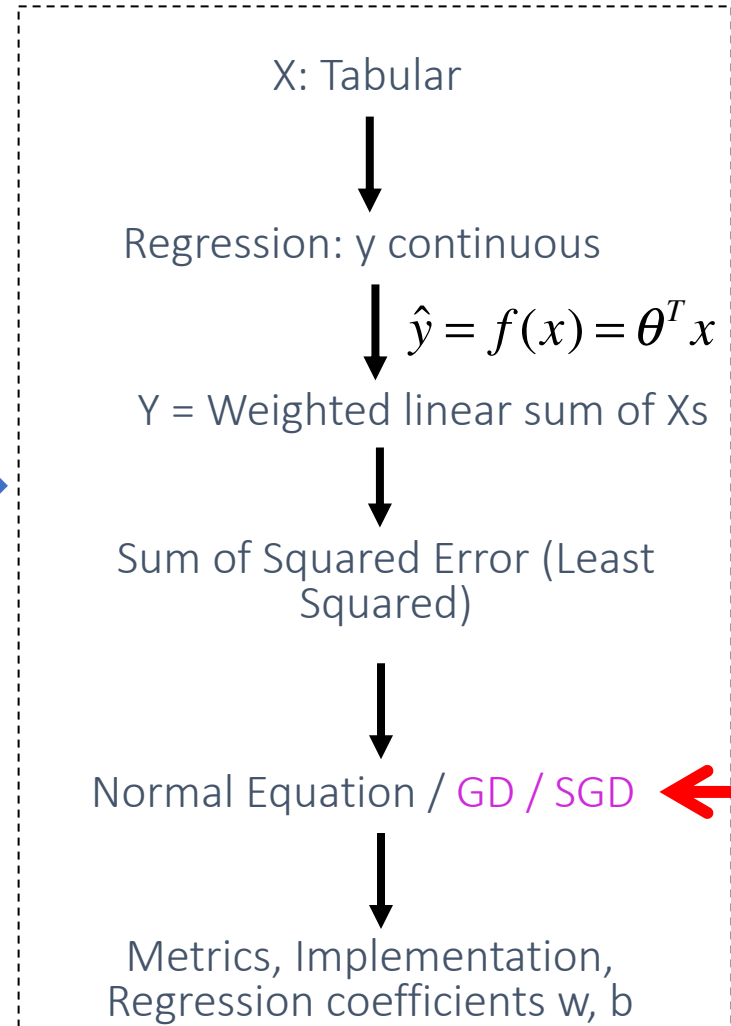 X: Tabular
Regression: y continuous
ŷ = f(x) = θᵀx
Y = Weighted linear sum of Xs
Sum of Squared Error (Least
Squared)
Normal Equation / GD / SGD
Metrics, Implementation,
Regression coefficients w, b